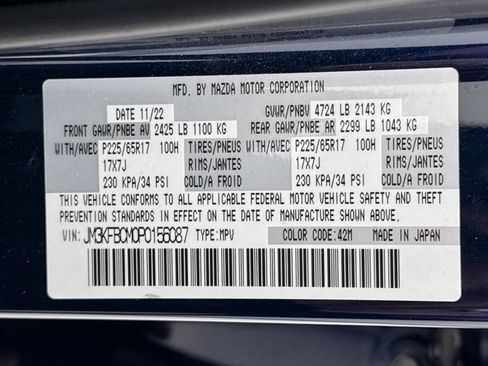 MFD. BY MAZDA MOTOR CORPORATION
DATE 11/22 GVWR/PNBV 4724 LB 2143 KG
FRONT GAWR/PNBE AV 2425 LB 1100 KG REAR GAWR/PNBE AR 2299 LB 1043 KG
WITH/AVEC P225/65R17 100H TIRES/PNEUS P225/65R17 100H TIRES/PNEUS
17X7J RIMS/JANTES 17X7J RIMS/JANTES
230 KPA/34 PSI COLD/A FROID 230 KPA/34 PSI COLD/A FROID
THIS VEHICLE CONFORMS TO ALL APPLICABLE FEDERAL MOTOR VEHICLE SAFETY AND THEFT
PREVENTION STANDARDS IN EFFECT ON THE DATE OF MANUFACTURE SHOWN ABOVE.
VIN: JM3KFBCM0P0156087 TYPE: MPV COLOR CODE: 42M MADE IN JAPAN